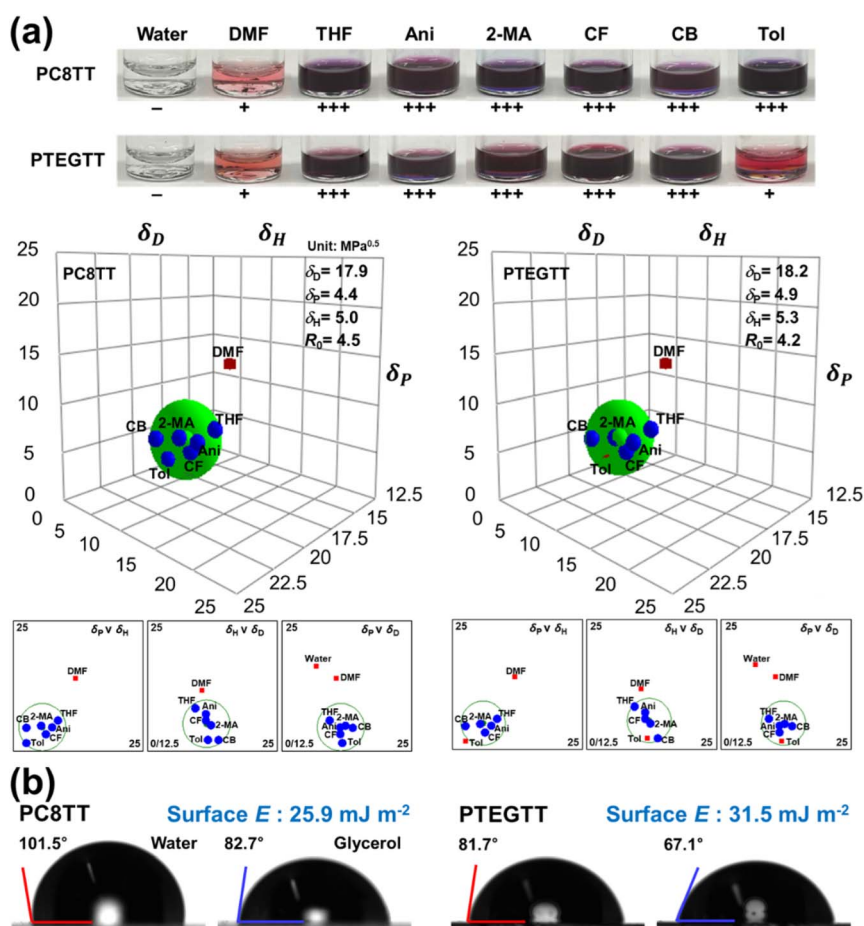 (a)
Water DMF THF Ani 2-MA CF CB Tol
PC8TT
– + +++ +++ +++ +++ +++ +++
PTEGTT
– + +++ +++ +++ +++ +++ +
δD δH Unit: MPa0.5
25
PC8TT
δD= 17.9
δP= 4.4
δH= 5.0
R0= 4.5
20
15
10
5
0
DMF
δP
CB 2-MA THF
Ani
Tol CF
0 5 10 15 20 25
25 22.5 20 17.5 15 12.5
δD δH
25
PTEGTT
δD= 18.2
δP= 4.9
δH= 5.3
R0= 4.2
20
15
10
5
0
DMF
δP
CB 2-MA THF
Ani
Tol CF
0 5 10 15 20 25
25 22.5 20 17.5 15 12.5
25 δP v δH
DMF
CB 2-MA THF
Ani
CF
Tol 25
25 δH v δD
DMF
THF Ani
CF 2-MA
Tol CB
0/12.5 25
25 δP v δD
Water
DMF
THF 2-MA
Ani CB
CF
Tol
0/12.5 25
25 δP v δH
DMF
CB 2-MA THF
Ani
CF
Tol 25
25 δH v δD
DMF
THF Ani
CF 2-MA
Tol CB
0/12.5 25
25 δP v δD
Water
DMF
THF 2-MA
Ani CB
CF
Tol
0/12.5 25
(b)
PC8TT Surface E : 25.9 mJ m-2
101.5° Water 82.7° Glycerol
PTEGTT Surface E : 31.5 mJ m-2
81.7° 67.1°